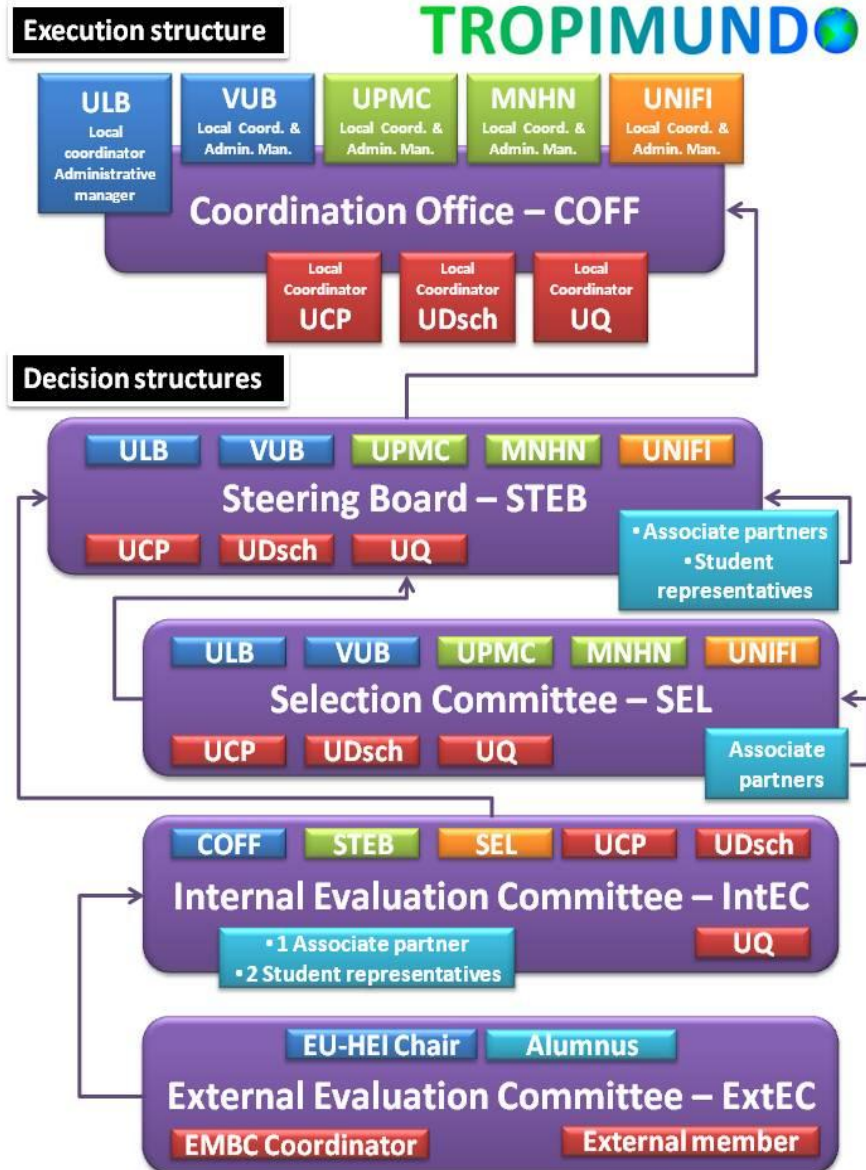 Execution structure
TROPIMUNDO
ULB
Local
coordinator
Administrative
manager
VUB
Local Coord. &
Admin. Man.
UPMC
Local Coord. &
Admin. Man.
MNHN
Local Coord. &
Admin. Man.
UNIFI
Local Coord. &
Admin. Man.
Coordination Office – COFF
Local
Coordinator
UCP
Local
Coordinator
UDsch
Local
Coordinator
UQ
Decision structures
ULB VUB UPMC MNHN UNIFI
Steering Board – STEB
UCP UDsch UQ
• Associate partners
• Student
representatives
ULB VUB UPMC MNHN UNIFI
Selection Committee – SEL
UCP UDsch UQ
Associate
partners
COFF STEB SEL UCP UDsch
Internal Evaluation Committee – IntEC
• 1 Associate partner
• 2 Student representatives
UQ
EU-HEI Chair Alumnus
External Evaluation Committee – ExtEC
EMBC Coordinator External member